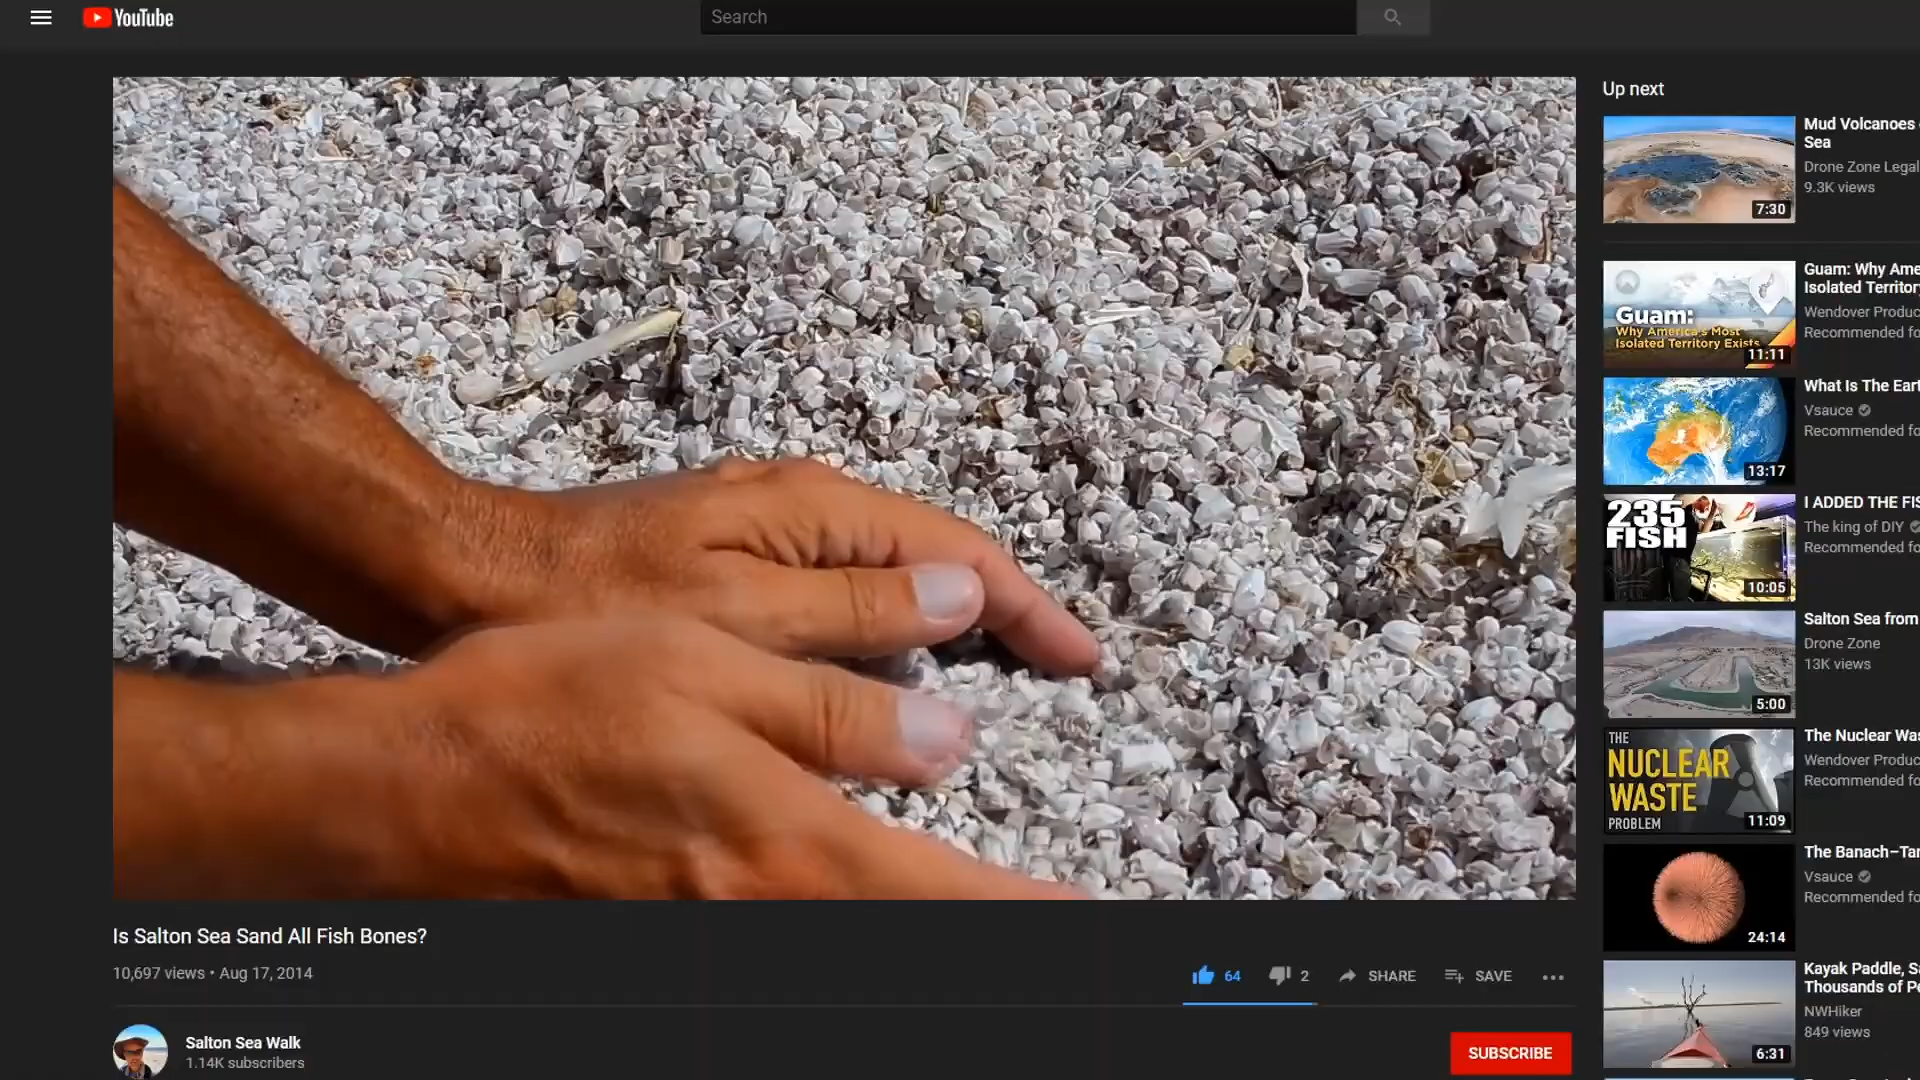 YouTube
Search
Up next
Mud Volcanoes
Sea
Drone Zone Legal
9.3K views
7:30
Guam: Why Ame
Isolated Territor
Wendover Produc
Recommended fo
Guam:
Why America's Most
Isolated Territory Exists
11:11
What Is The Eart
Vsauce
Recommended fo
13:17
235
FISH
I ADDED THE FIS
The king of DIY
Recommended fo
10:05
Salton Sea from
Drone Zone
13K views
5:00
THE
NUCLEAR
WASTE
PROBLEM
The Nuclear Was
Wendover Produc
Recommended fo
11:09
The Banach–Tar
Vsauce
Recommended fo
24:14
Kayak Paddle, Sa
Thousands of Pe
NWHiker
849 views
6:31
Is Salton Sea Sand All Fish Bones?
10,697 views • Aug 17, 2014
64
2
SHARE
SAVE
Salton Sea Walk
1.14K subscribers
SUBSCRIBE